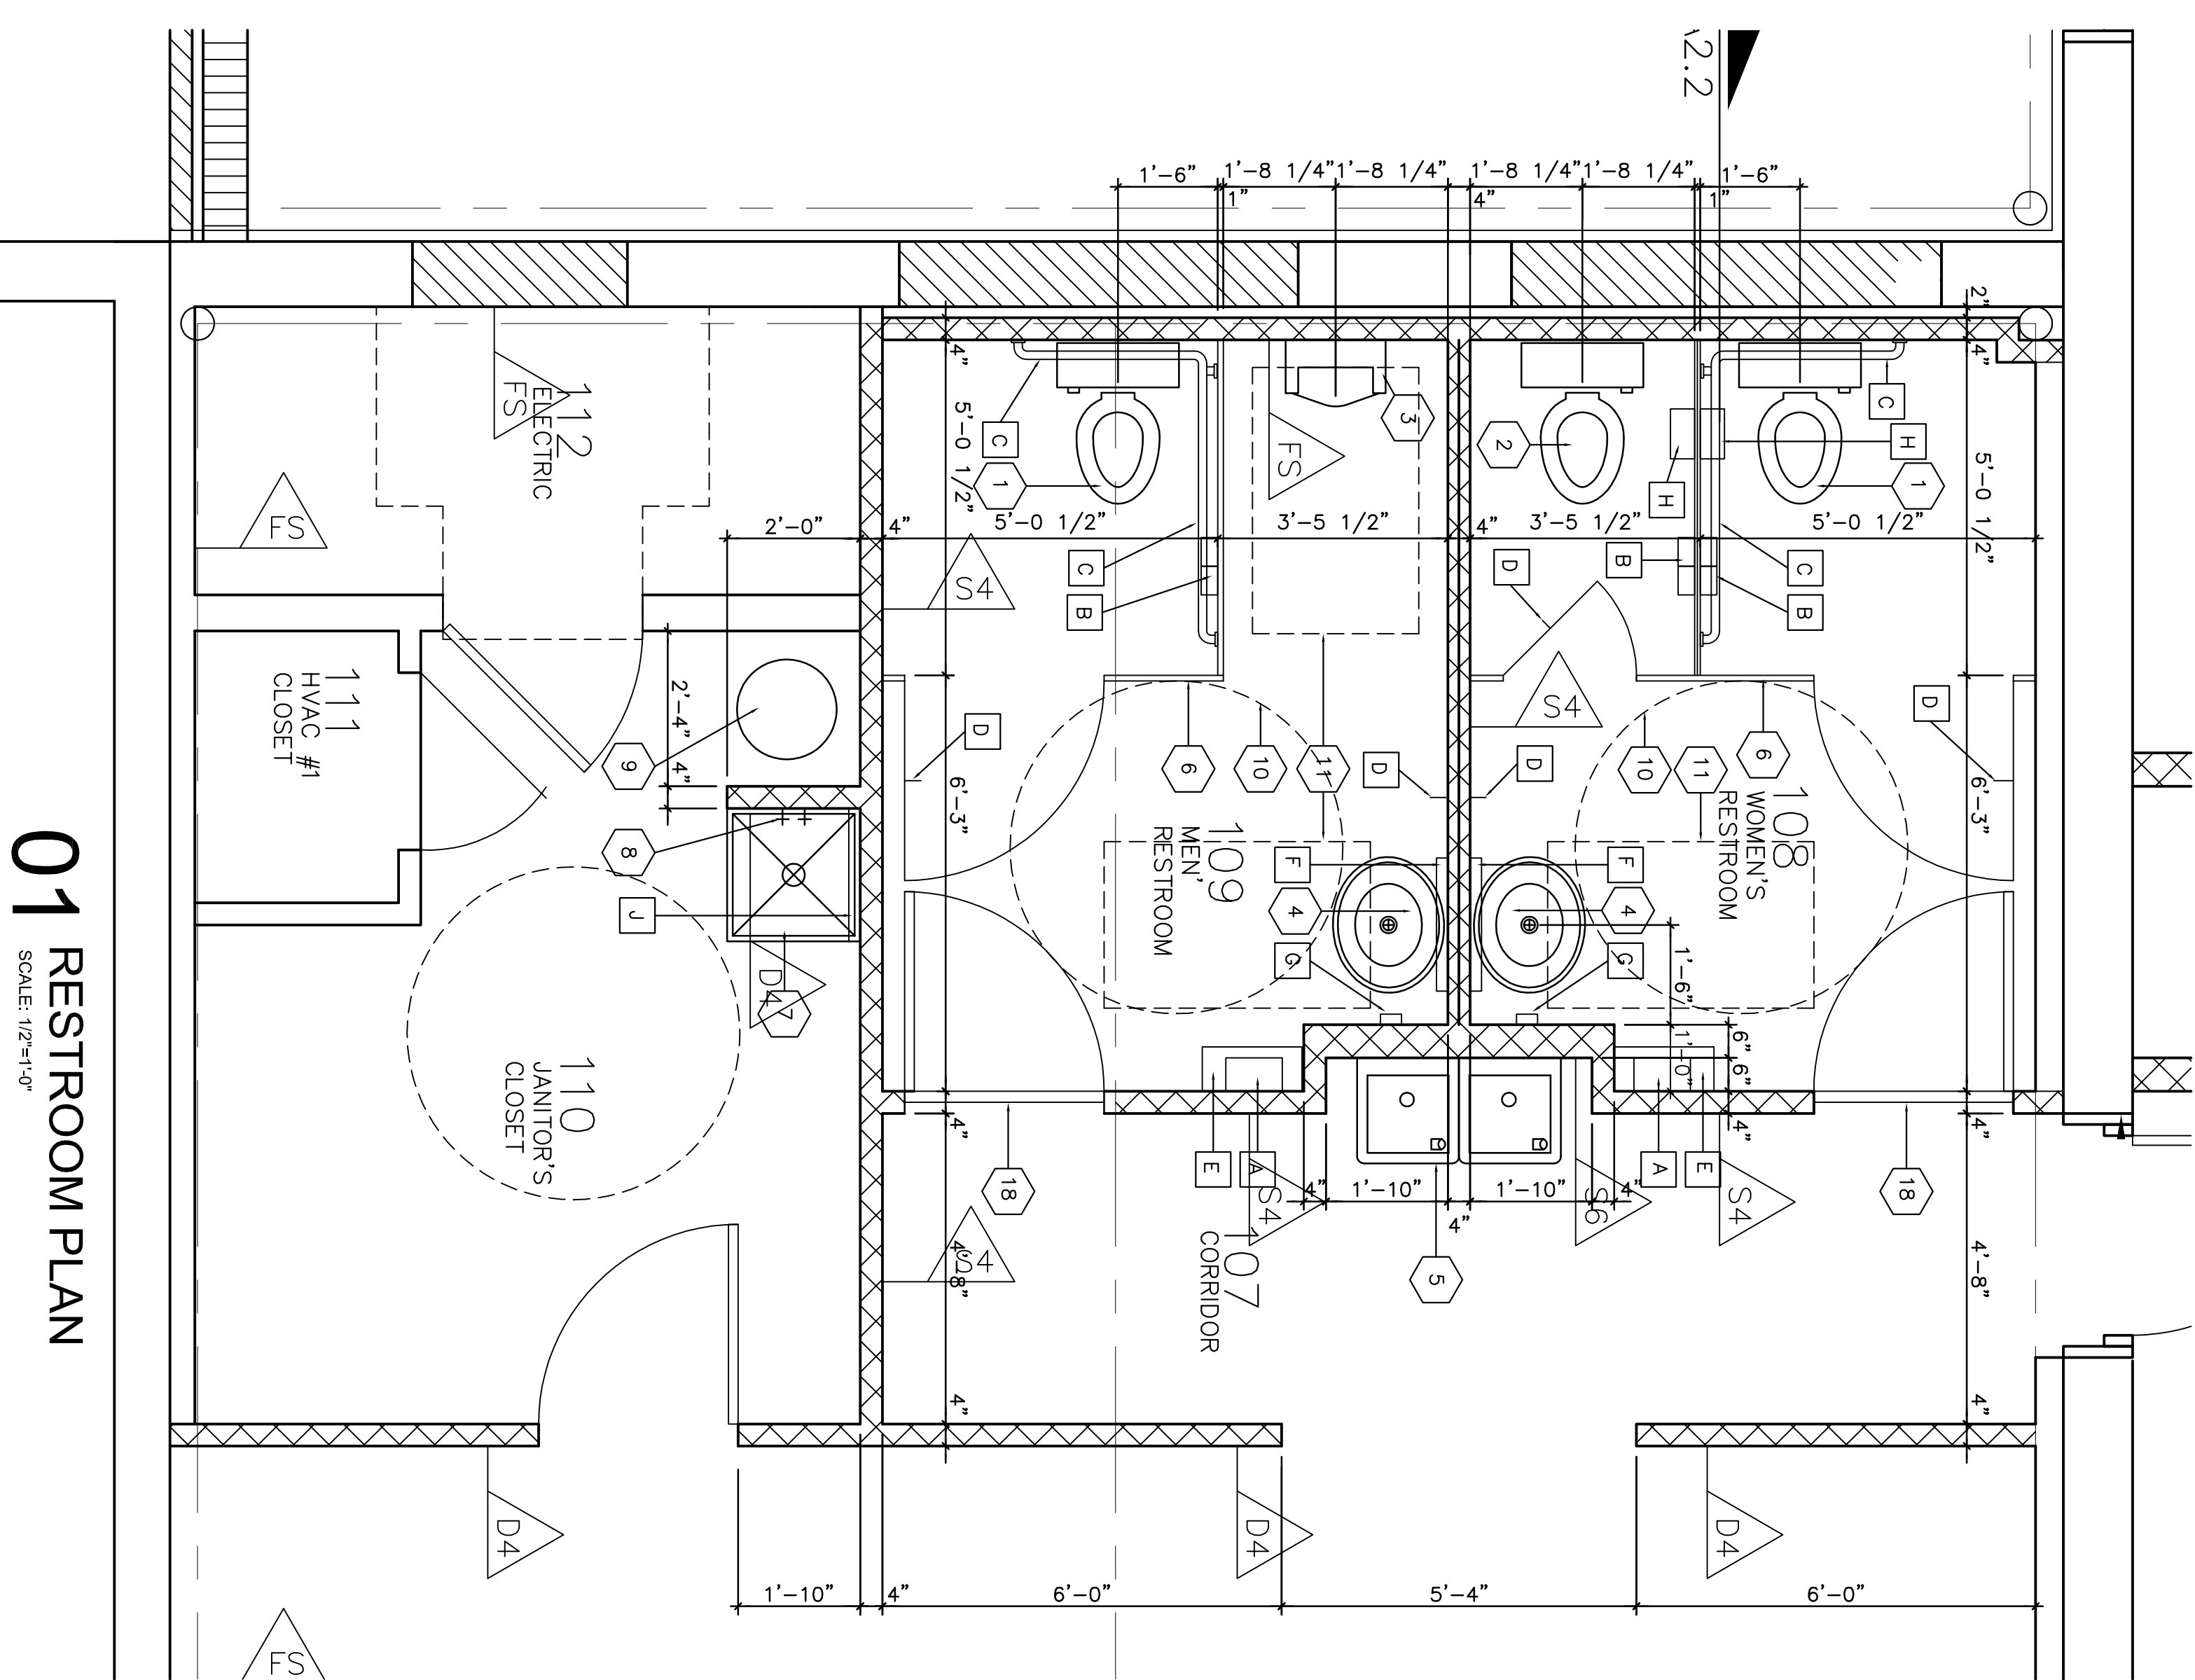 A2.2
1'-6"
1'-8 1/4"
1'-8 1/4"
1'-8 1/4"
1'-8 1/4"
1'-6"
1"
4"
1"
2"
4"
4"
112
ELECTRIC
FS
FS
FS
3
C
1
2
C
H
1
H
5'-0 1/2"
5'-0 1/2"
2'-0"
4"
5'-0 1/2"
3'-5 1/2"
4"
3'-5 1/2"
5'-0 1/2"
S4
C
B
D
B
C
B
S4
111
HVAC #1
CLOSET
2'-4"
4"
9
8
J
D4
7
D
6'-3"
6
10
11
D
D
10
11
6
D
6'-3"
109
MEN'
RESTROOM
108
WOMEN'S
RESTROOM
F
4
G
F
4
G
1'-6"
1'-0"
6"
6"
4"
110
JANITOR'S
CLOSET
4"
18
E
A
S4
4"
1'-10"
4"
1'-10"
4"
S6
A
E
S4
18
4"
5
107
CORRIDOR
S4
4'-8"
4'-8"
4"
4"
D4
D4
D4
1'-10"
4"
6'-0"
5'-4"
6'-0"
FS
01 RESTROOM PLAN
SCALE: 1/2"=1'-0"